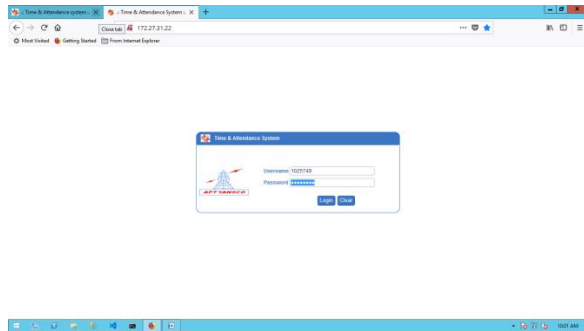 Time & Attendance System :.
Time & Attendance System :.
Close tab
172.27.31.22
Most Visited Getting Started From Internet Explorer
Time & Attendance System
Username 1025749
Password
APTRANSCO
Login Clear
10:01 AM